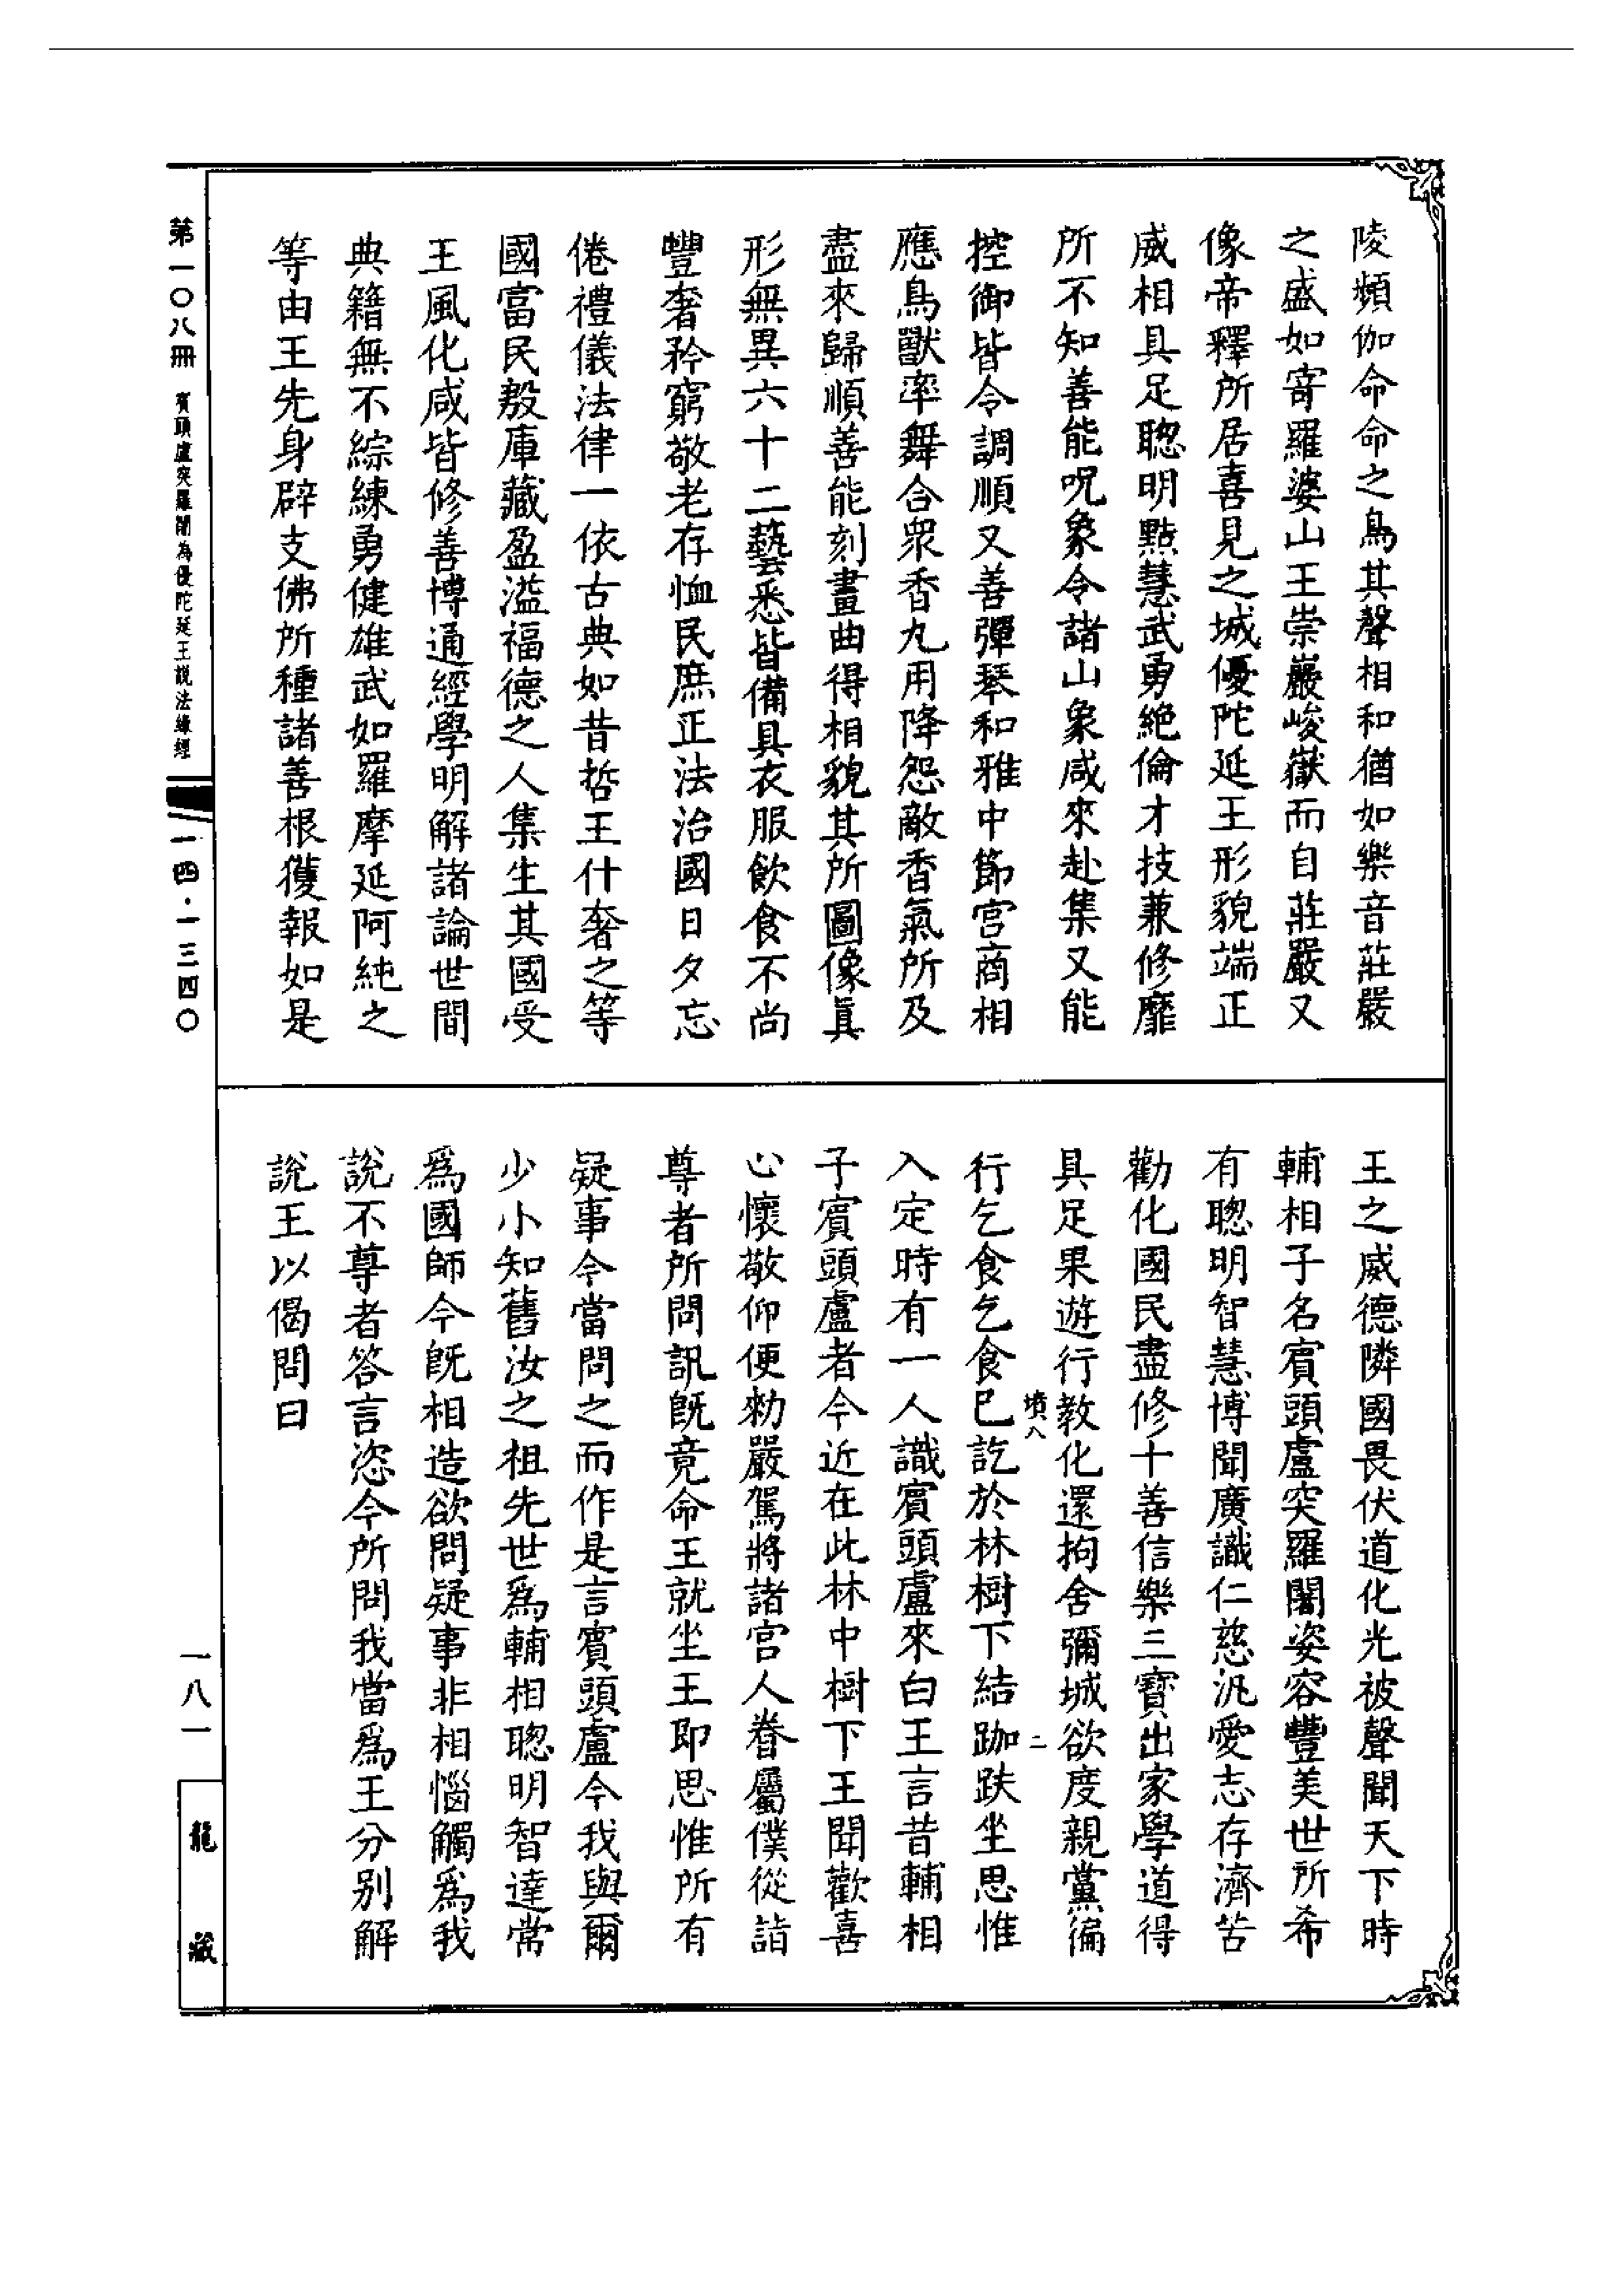 陵頻伽命命之鳥其聲相和猶如樂音莊嚴
之盛如寄羅婆山王崇巖峻嶽而自莊嚴又
像帝釋所居喜見之城優陀延王形貌端正
威相具足聰明黠慧武勇絕倫才技兼修靡
所不知善能呪象令諸山象咸來赴集又能
控御皆令調順又善彈琴和雅中節宮商相
應鳥獸率舞合衆香丸用降怨敵香氣所及
盡來歸順善能刻畫曲得相貌其所圖像眞
形無異六十二藝悉皆備具衣服飲食不尚
豐奢矜窮敬老存恤民庶正法治國日夕忘
倦禮儀法律一依古典如昔哲王什奢之等
國富民殷庫藏盈溢福德之人集生其國受
王風化咸皆修善博通經學明解諸論世間
典籍無不綜練勇健雄武如羅摩延阿純之
等由王先身辟支佛所種諸善根獲報如是
王之威德隣國畏伏道化光被聲聞天下時
輔相子名賓頭盧突羅闍姿容豐美世所希
有聰明智慧博聞廣識仁慈汎愛志存濟苦
勸化國民盡修十善信樂三寶出家學道得
具足果遊行教化還拘舍彌城欲度親黨徧
墳八
二
行乞食乞食已訖於林樹下結跏趺坐思惟
入定時有一人識賓頭盧來白王言昔輔相
子賓頭盧者今近在此林中樹下王聞歡喜
心懷敬仰便勑嚴駕將諸宮人眷屬僕從詣
尊者所問訊旣竟命王就坐王卽思惟所有
疑事今當問之而作是言賓頭盧今我與爾
少小知舊汝之祖先世爲輔相聰明智達常
爲國師今旣相造欲問疑事非相惱觸爲我
說不尊者答言恣今所問我當爲王分别解
說王以偈問曰
第一〇八冊
賓頭盧突羅闍為優陀延王說法緣經
一四·一三四〇
一八一
龍藏